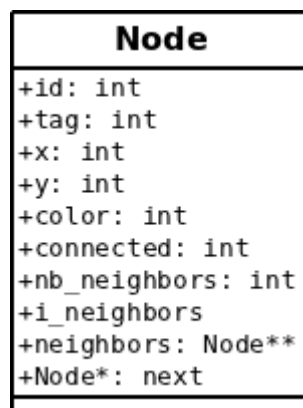 Node
+id: int
+tag: int
+x: int
+y: int
+color: int
+connected: int
+nb_neighbors: int
+i_neighbors
+neighbors: Node**
+Node*: next